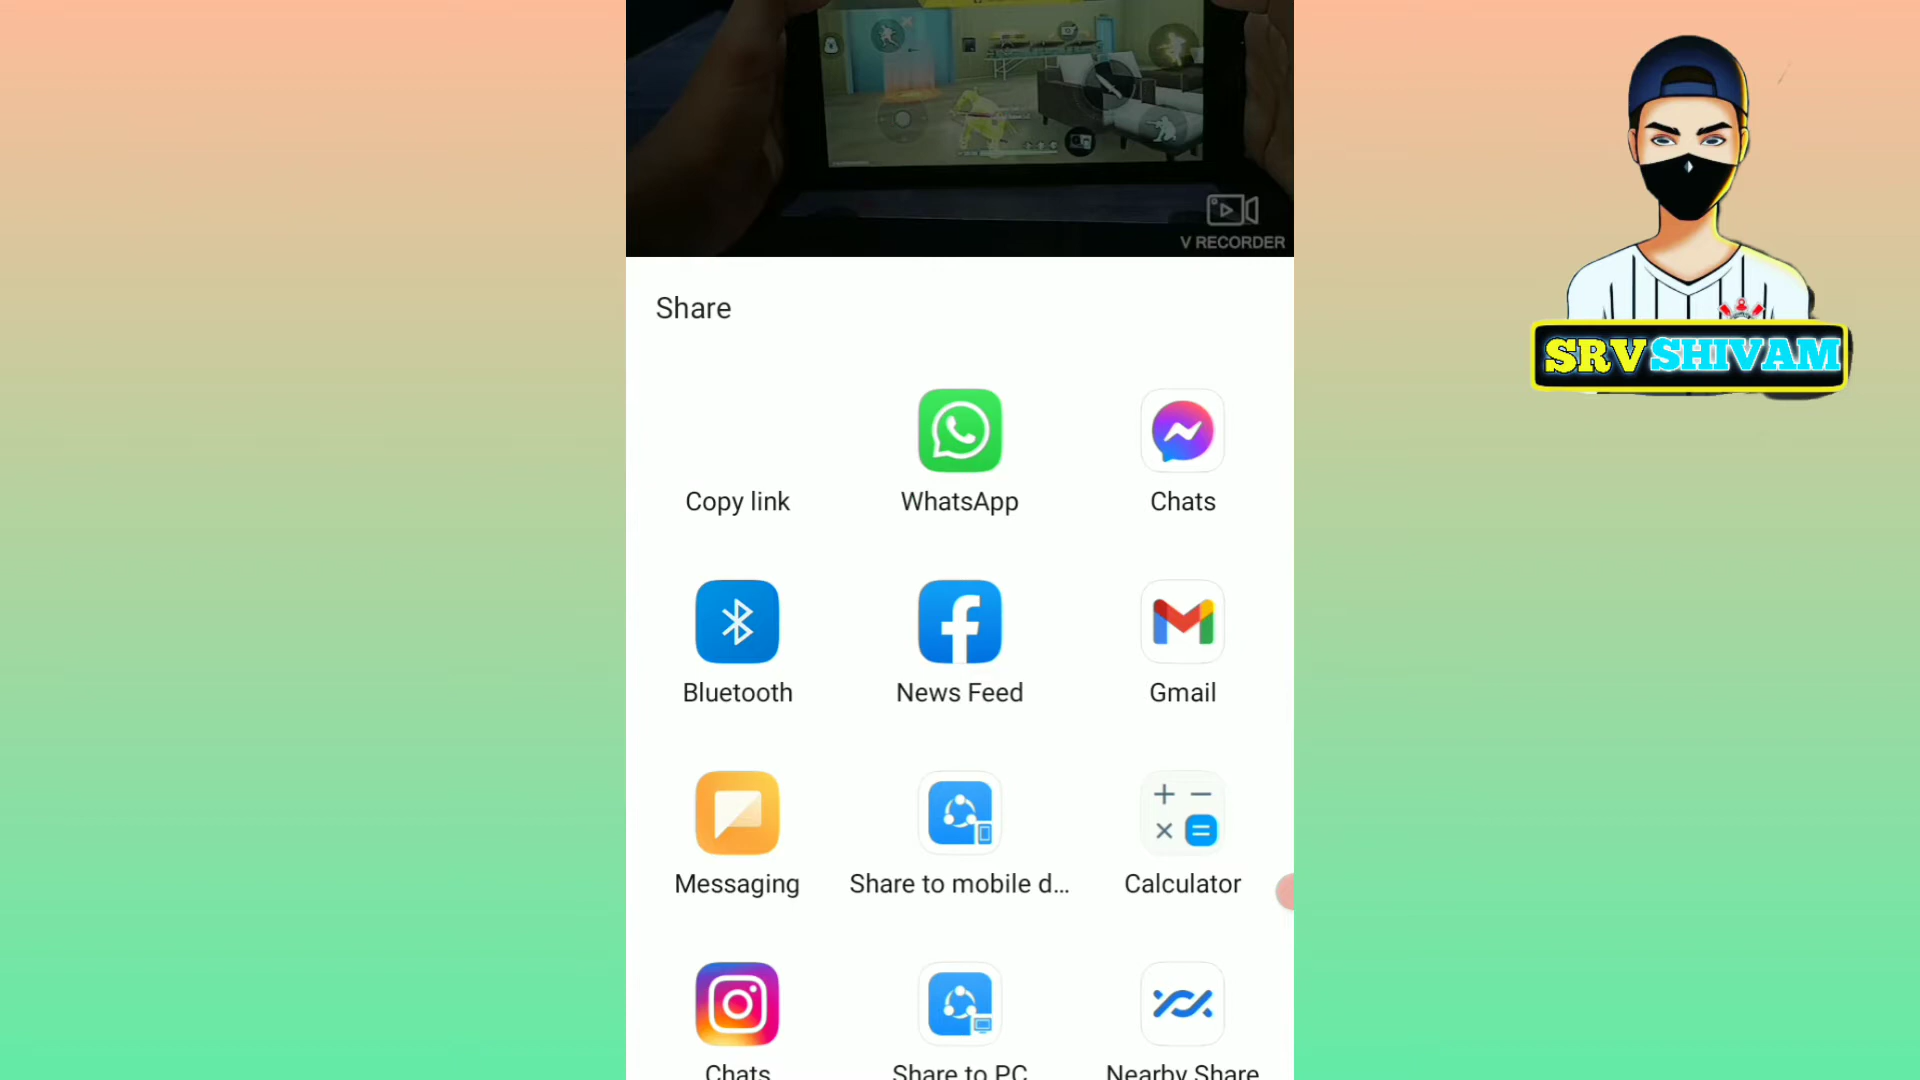 V RECORDER
Share
Copy link
WhatsApp
Chats
Bluetooth
News Feed
Gmail
Messaging
Share to mobile d...
Calculator
Chats
Share to PC
Nearby Share
SRV SHIVAM